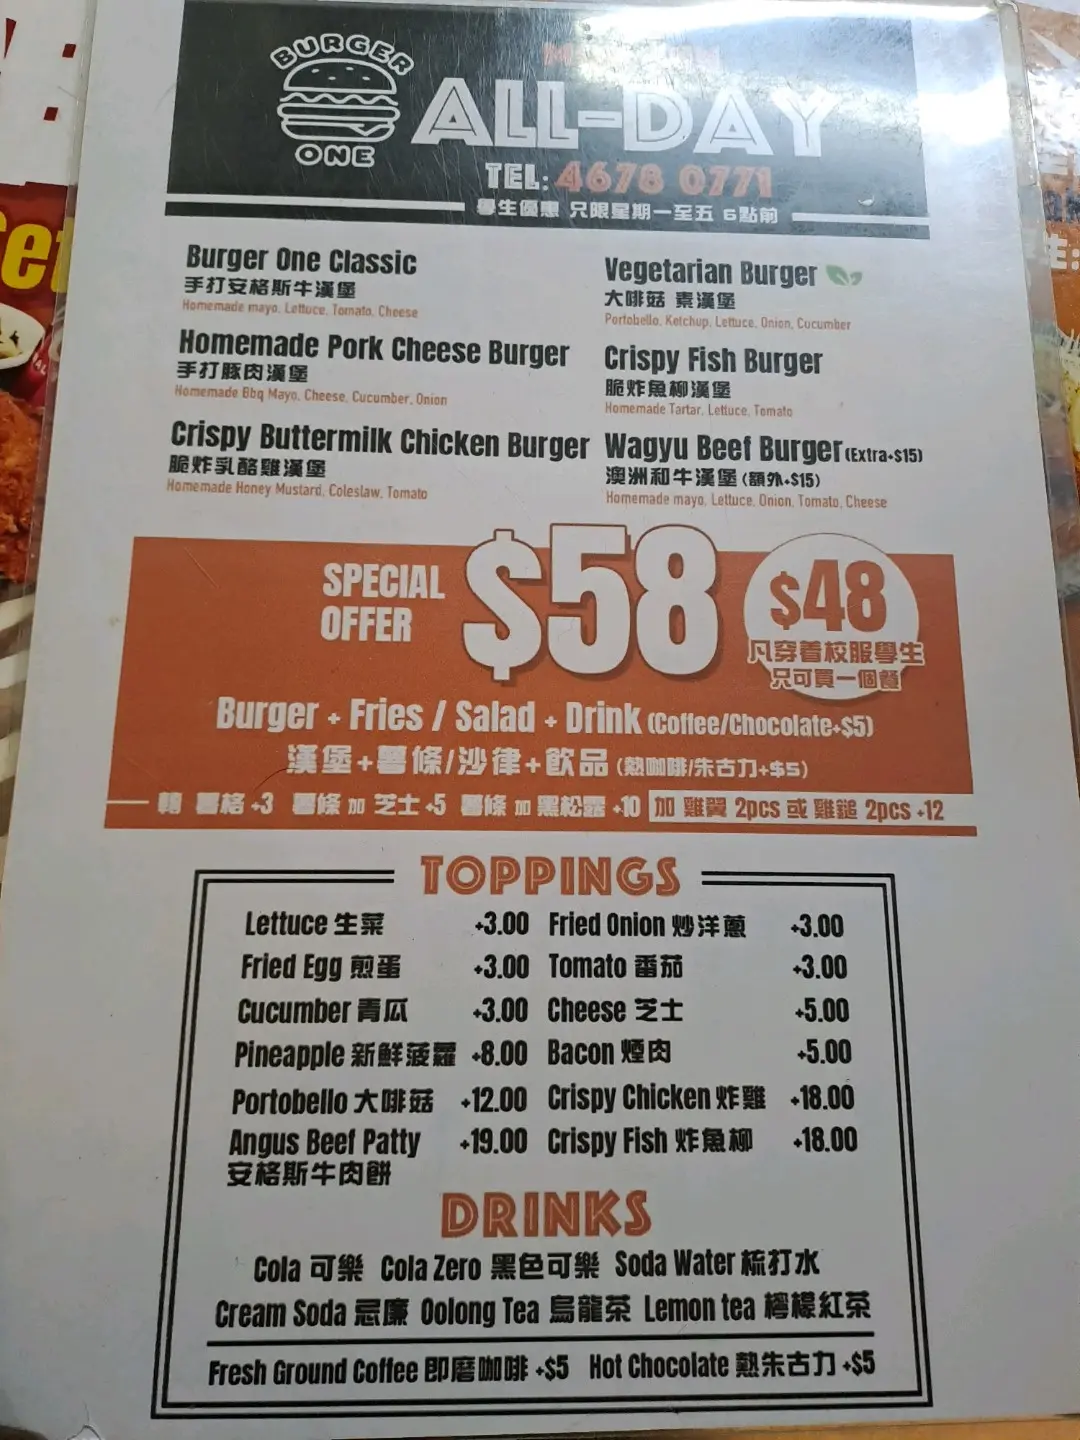 BURGER
ONE
ALL-DAY
TEL: 4678 0771
學生優惠 只限星期一至五 6點前
Burger One Classic
手打安格斯牛漢堡
Homemade mayo, Lettuce, Tomato, Cheese
Homemade Pork Cheese Burger
手打豚肉漢堡
Homemade Bbq Mayo, Cheese, Cucumber, Onion
Crispy Buttermilk Chicken Burger
脆炸乳酪雞漢堡
Homemade Honey Mustard, Coleslaw, Tomato
Vegetarian Burger
大啡菇 素漢堡
Portobello, Ketchup, Lettuce, Onion, Cucumber
Crispy Fish Burger
脆炸魚柳漢堡
Homemade Tartar, Lettuce, Tomato
Wagyu Beef Burger (Extra+$15)
澳洲和牛漢堡 (額外+$15)
Homemade mayo, Lettuce, Onion, Tomato, Cheese
SPECIAL
OFFER
$58
$48
凡穿着校服學生
只可買一個餐
Burger + Fries / Salad + Drink (Coffee/Chocolate+$5)
漢堡+薯條/沙律+飲品 (熱咖啡/朱古力+$5)
轉 薯格 +3 薯條 加 芝士 +5 薯條 加 黑松露 +10 加 雞翼 2pcs 或 雞鎚 2pcs +12
TOPPINGS
Lettuce 生菜 +3.00 Fried Onion 炒洋蔥 +3.00
Fried Egg 煎蛋 +3.00 Tomato 番茄 +3.00
Cucumber 青瓜 +3.00 Cheese 芝士 +5.00
Pineapple 新鮮菠蘿 +8.00 Bacon 煙肉 +5.00
Portobello 大啡菇 +12.00 Crispy Chicken 炸雞 +18.00
Angus Beef Patty +19.00 Crispy Fish 炸魚柳 +18.00
安格斯牛肉餅
DRINKS
Cola 可樂 Cola Zero 黑色可樂 Soda Water 梳打水
Cream Soda 忌廉 Oolong Tea 烏龍茶 Lemon tea 檸檬紅茶
Fresh Ground Coffee 即磨咖啡 +$5 Hot Chocolate 熱朱古力 +$5